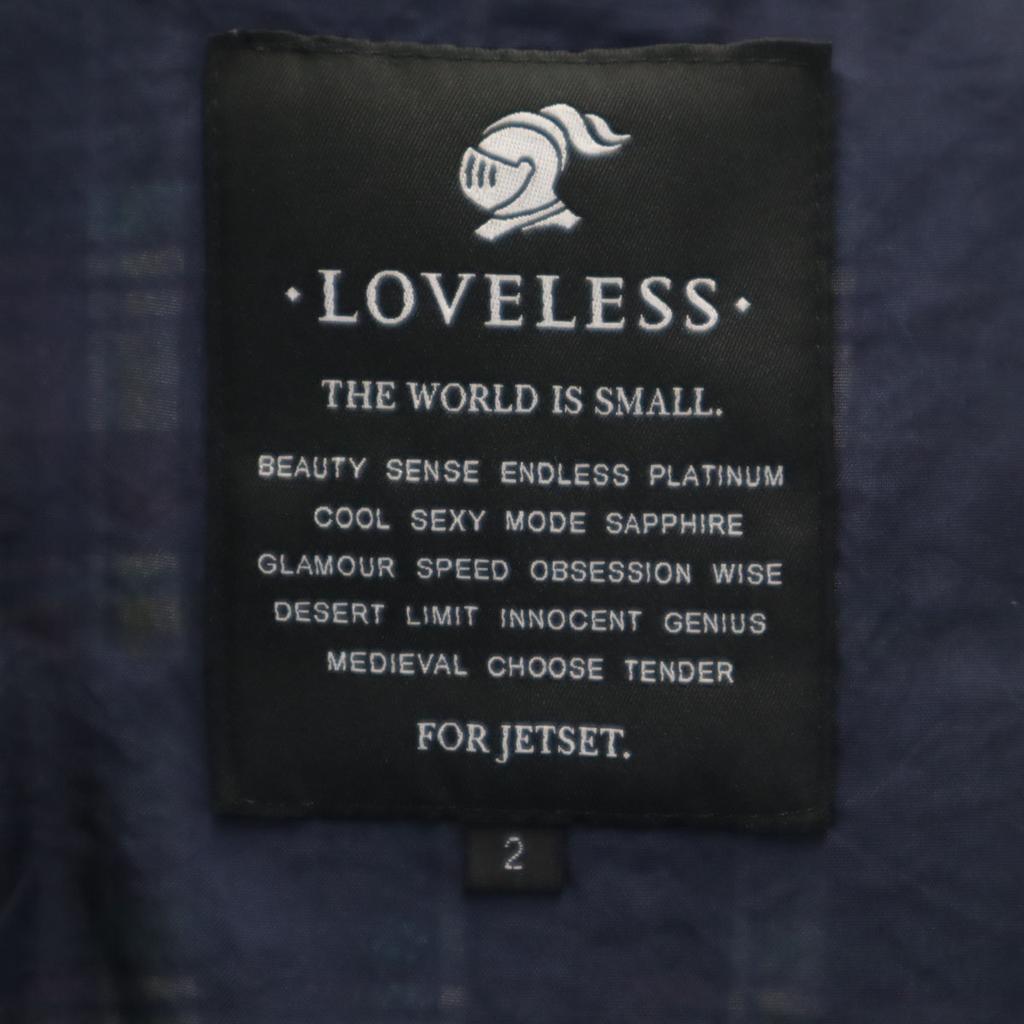 · LOVELESS ·
THE WORLD IS SMALL.
BEAUTY SENSE ENDLESS PLATINUM
COOL SEXY MODE SAPPHIRE
GLAMOUR SPEED OBSESSION WISE
DESERT LIMIT INNOCENT GENIUS
MEDIEVAL CHOOSE TENDER
FOR JETSET.
2